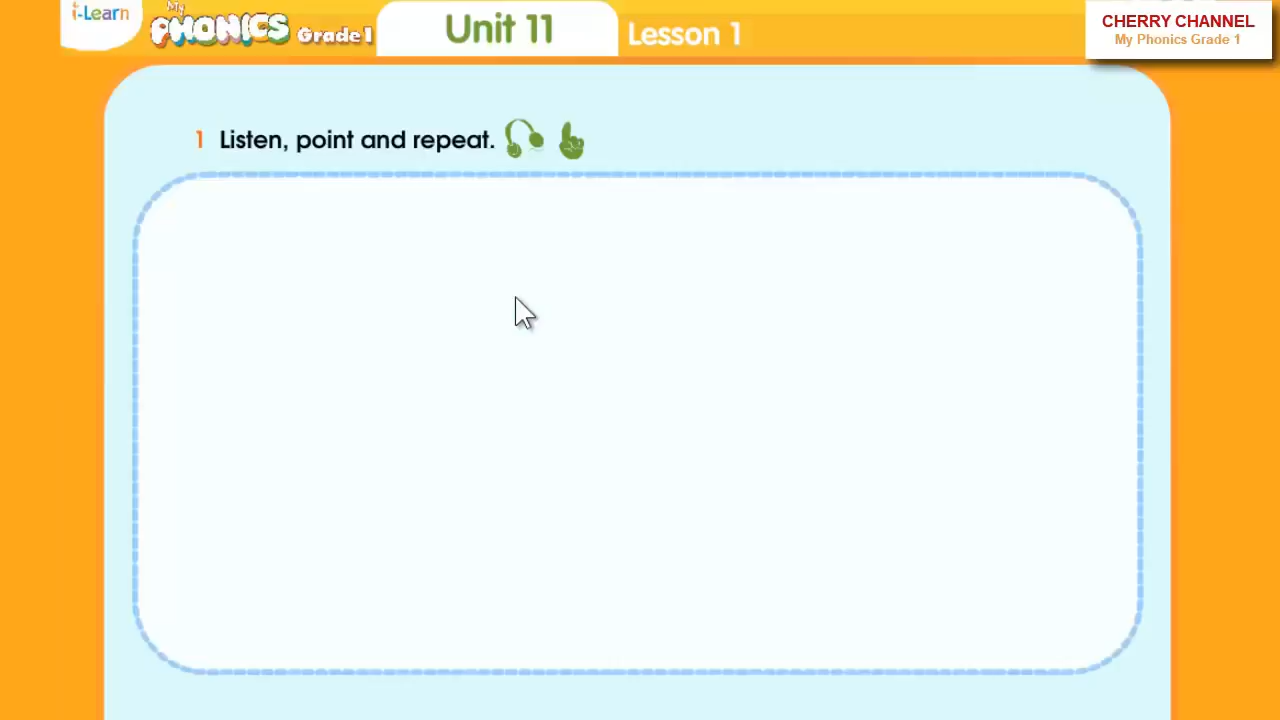 i-Learn
My
PHONICS Grade 1
Unit 11
Lesson 1
CHERRY CHANNEL
My Phonics Grade 1
1 Listen, point and repeat.